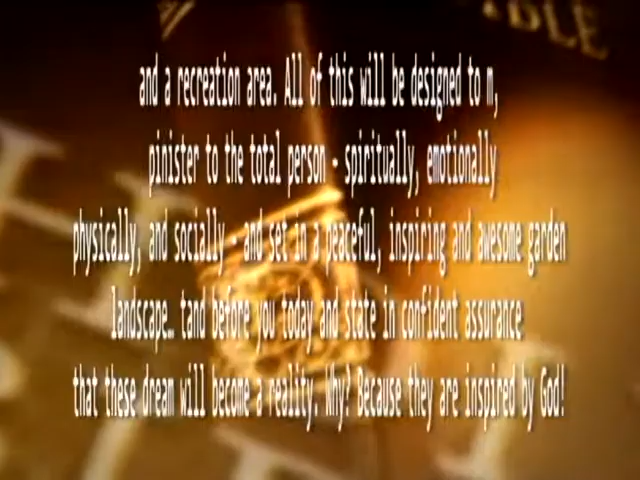 IBLE
and a recreation area. All of this will be designed to m,
pinister to the total person - spiritually, emotionally
physically, and socially - and set in a peaceful, inspiring and awesome garden
landscape… tand before you today and state in confident assurance
that these dream will become a reality. Why? Because they are inspired by God!